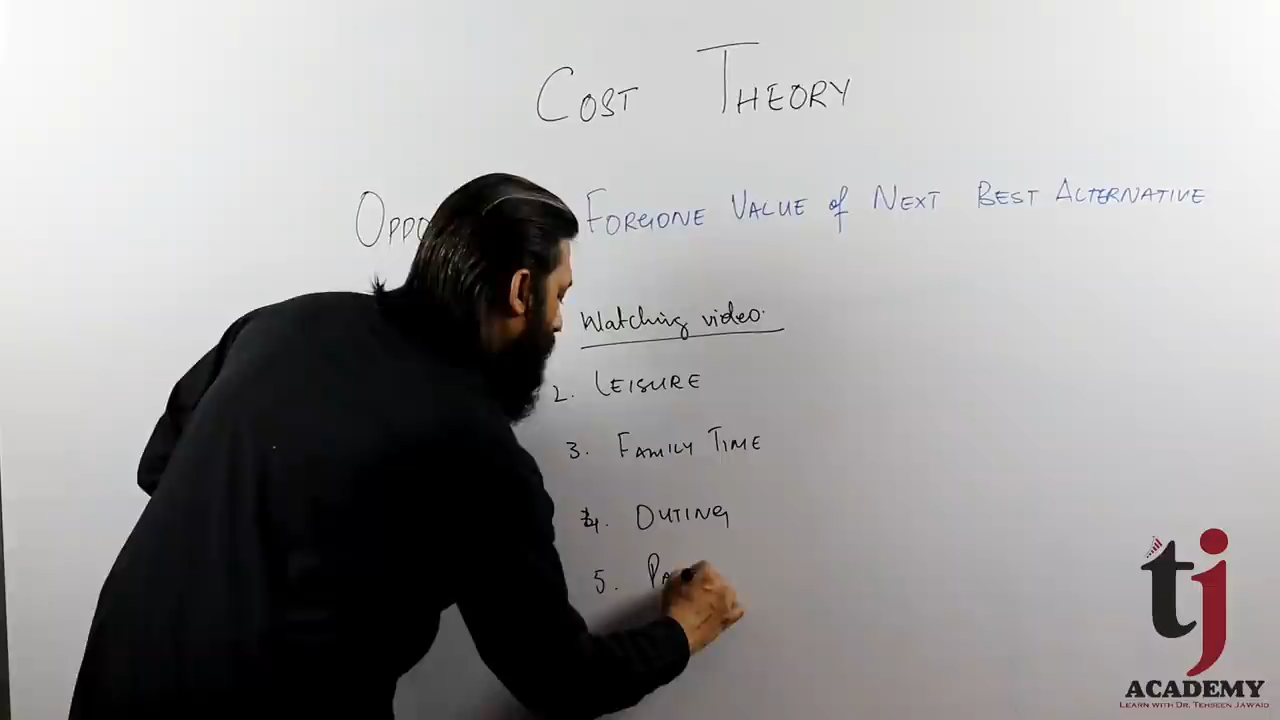 COST THEORY
FORGONE VALUE of NEXT BEST ALTERNATIVE
Watching video.
2. LEISURE
3. FAMILY TIME
4. OUTING
5.
tj
ACADEMY
LEARN WITH DR. TEHSEEN JAWAID